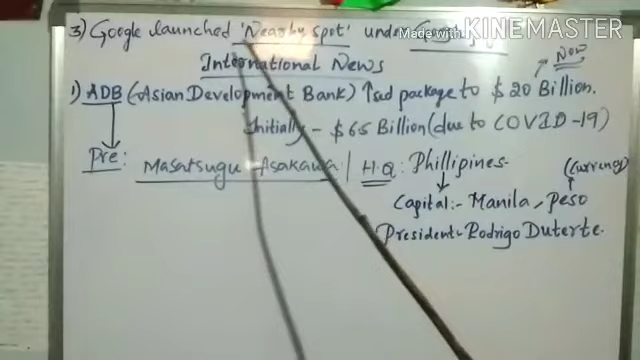 3) Google launched 'Nearby spot' under
Made with KINEMASTER
International News
Now
1) ADB (Asian Development Bank) ↑sed package to $ 20 Billion.
Initially - $ 6.5 Billion (due to COVID-19)
Pre: Masatsugu Asakawa | H.Q: Phillipines-
(Currency)
Capital:- Manila, Peso
President- Rodrigo Duterte.